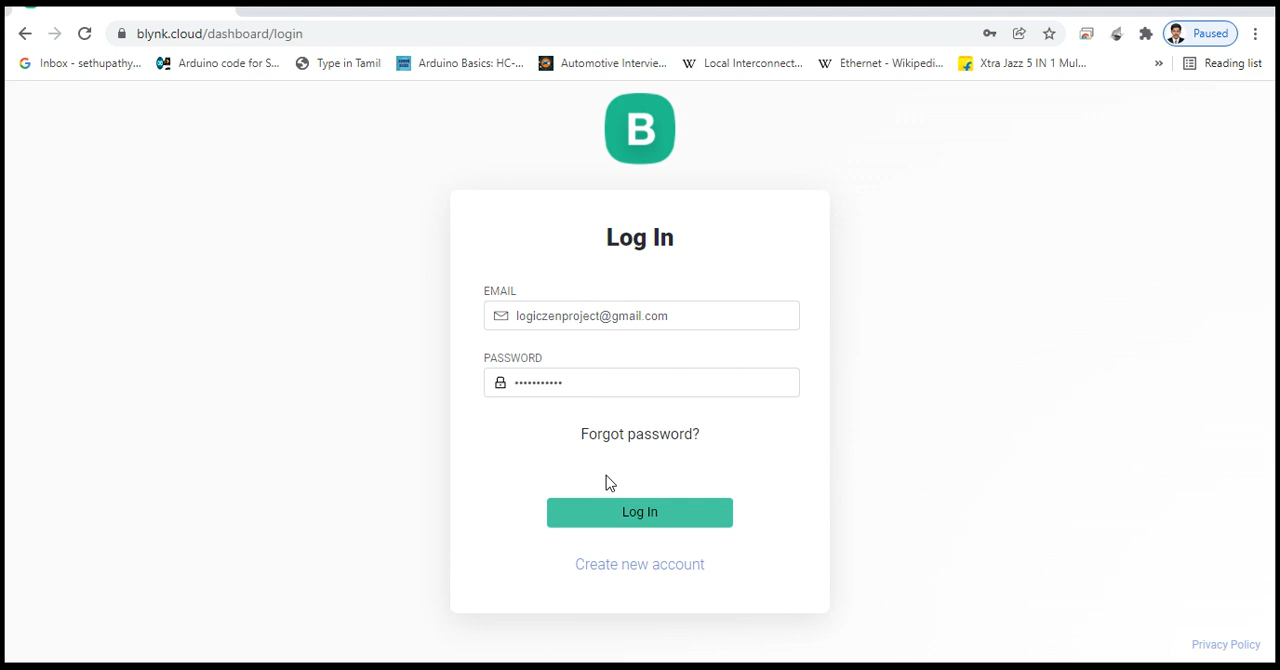 blynk.cloud/dashboard/login
Paused
Inbox - sethupathy...
Arduino code for S...
Type in Tamil
Arduino Basics: HC-...
Automotive Intervie...
Local Interconnect...
Ethernet - Wikipedi...
Xtra Jazz 5 IN 1 Mul...
»
Reading list
B
Log In
EMAIL
logiczenproject@gmail.com
PASSWORD
•••••••••••
Forgot password?
Log In
Create new account
Privacy Policy